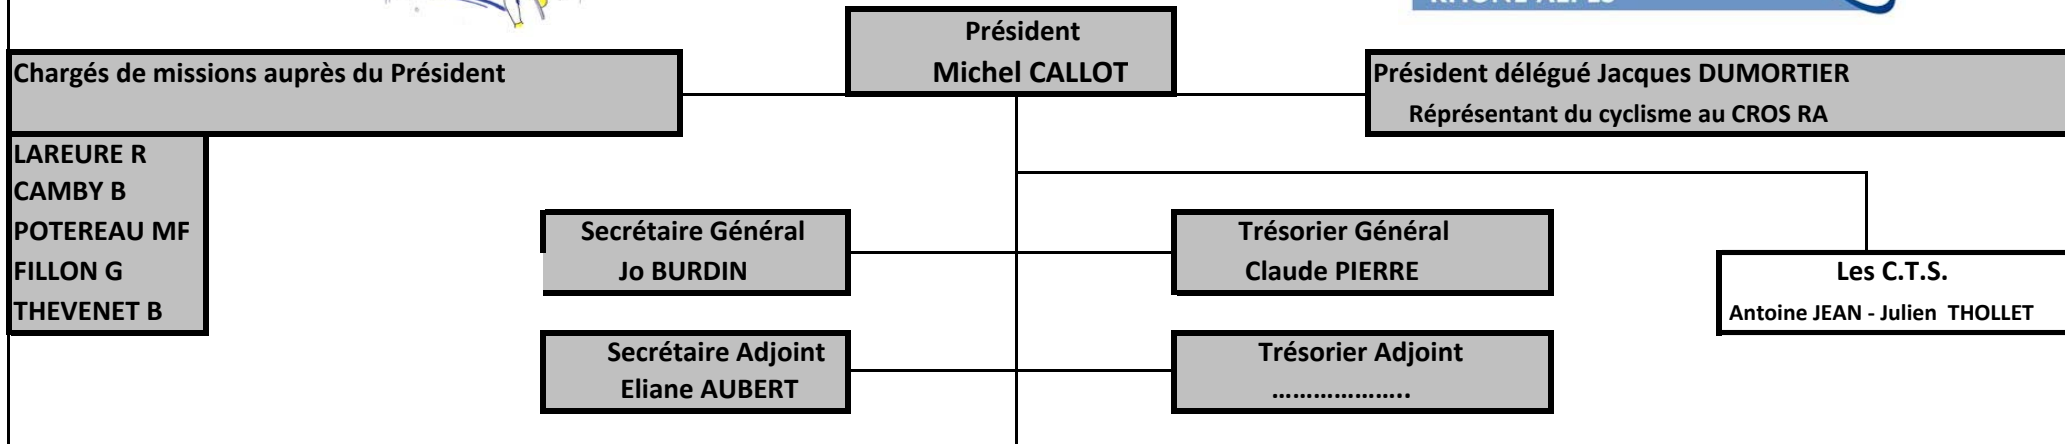 RHÔNE-ALPES
Président
Michel CALLOT
Chargés de missions auprès du Président
Président délégué Jacques DUMORTIER
Réprésentant du cyclisme au CROS RA
LAREURE R
CAMBY B
POTEREAU MF
FILLON G
THEVENET B
Secrétaire Général
Jo BURDIN
Trésorier Général
Claude PIERRE
Les C.T.S.
Antoine JEAN - Julien THOLLET
Secrétaire Adjoint
Eliane AUBERT
Trésorier Adjoint
………………..